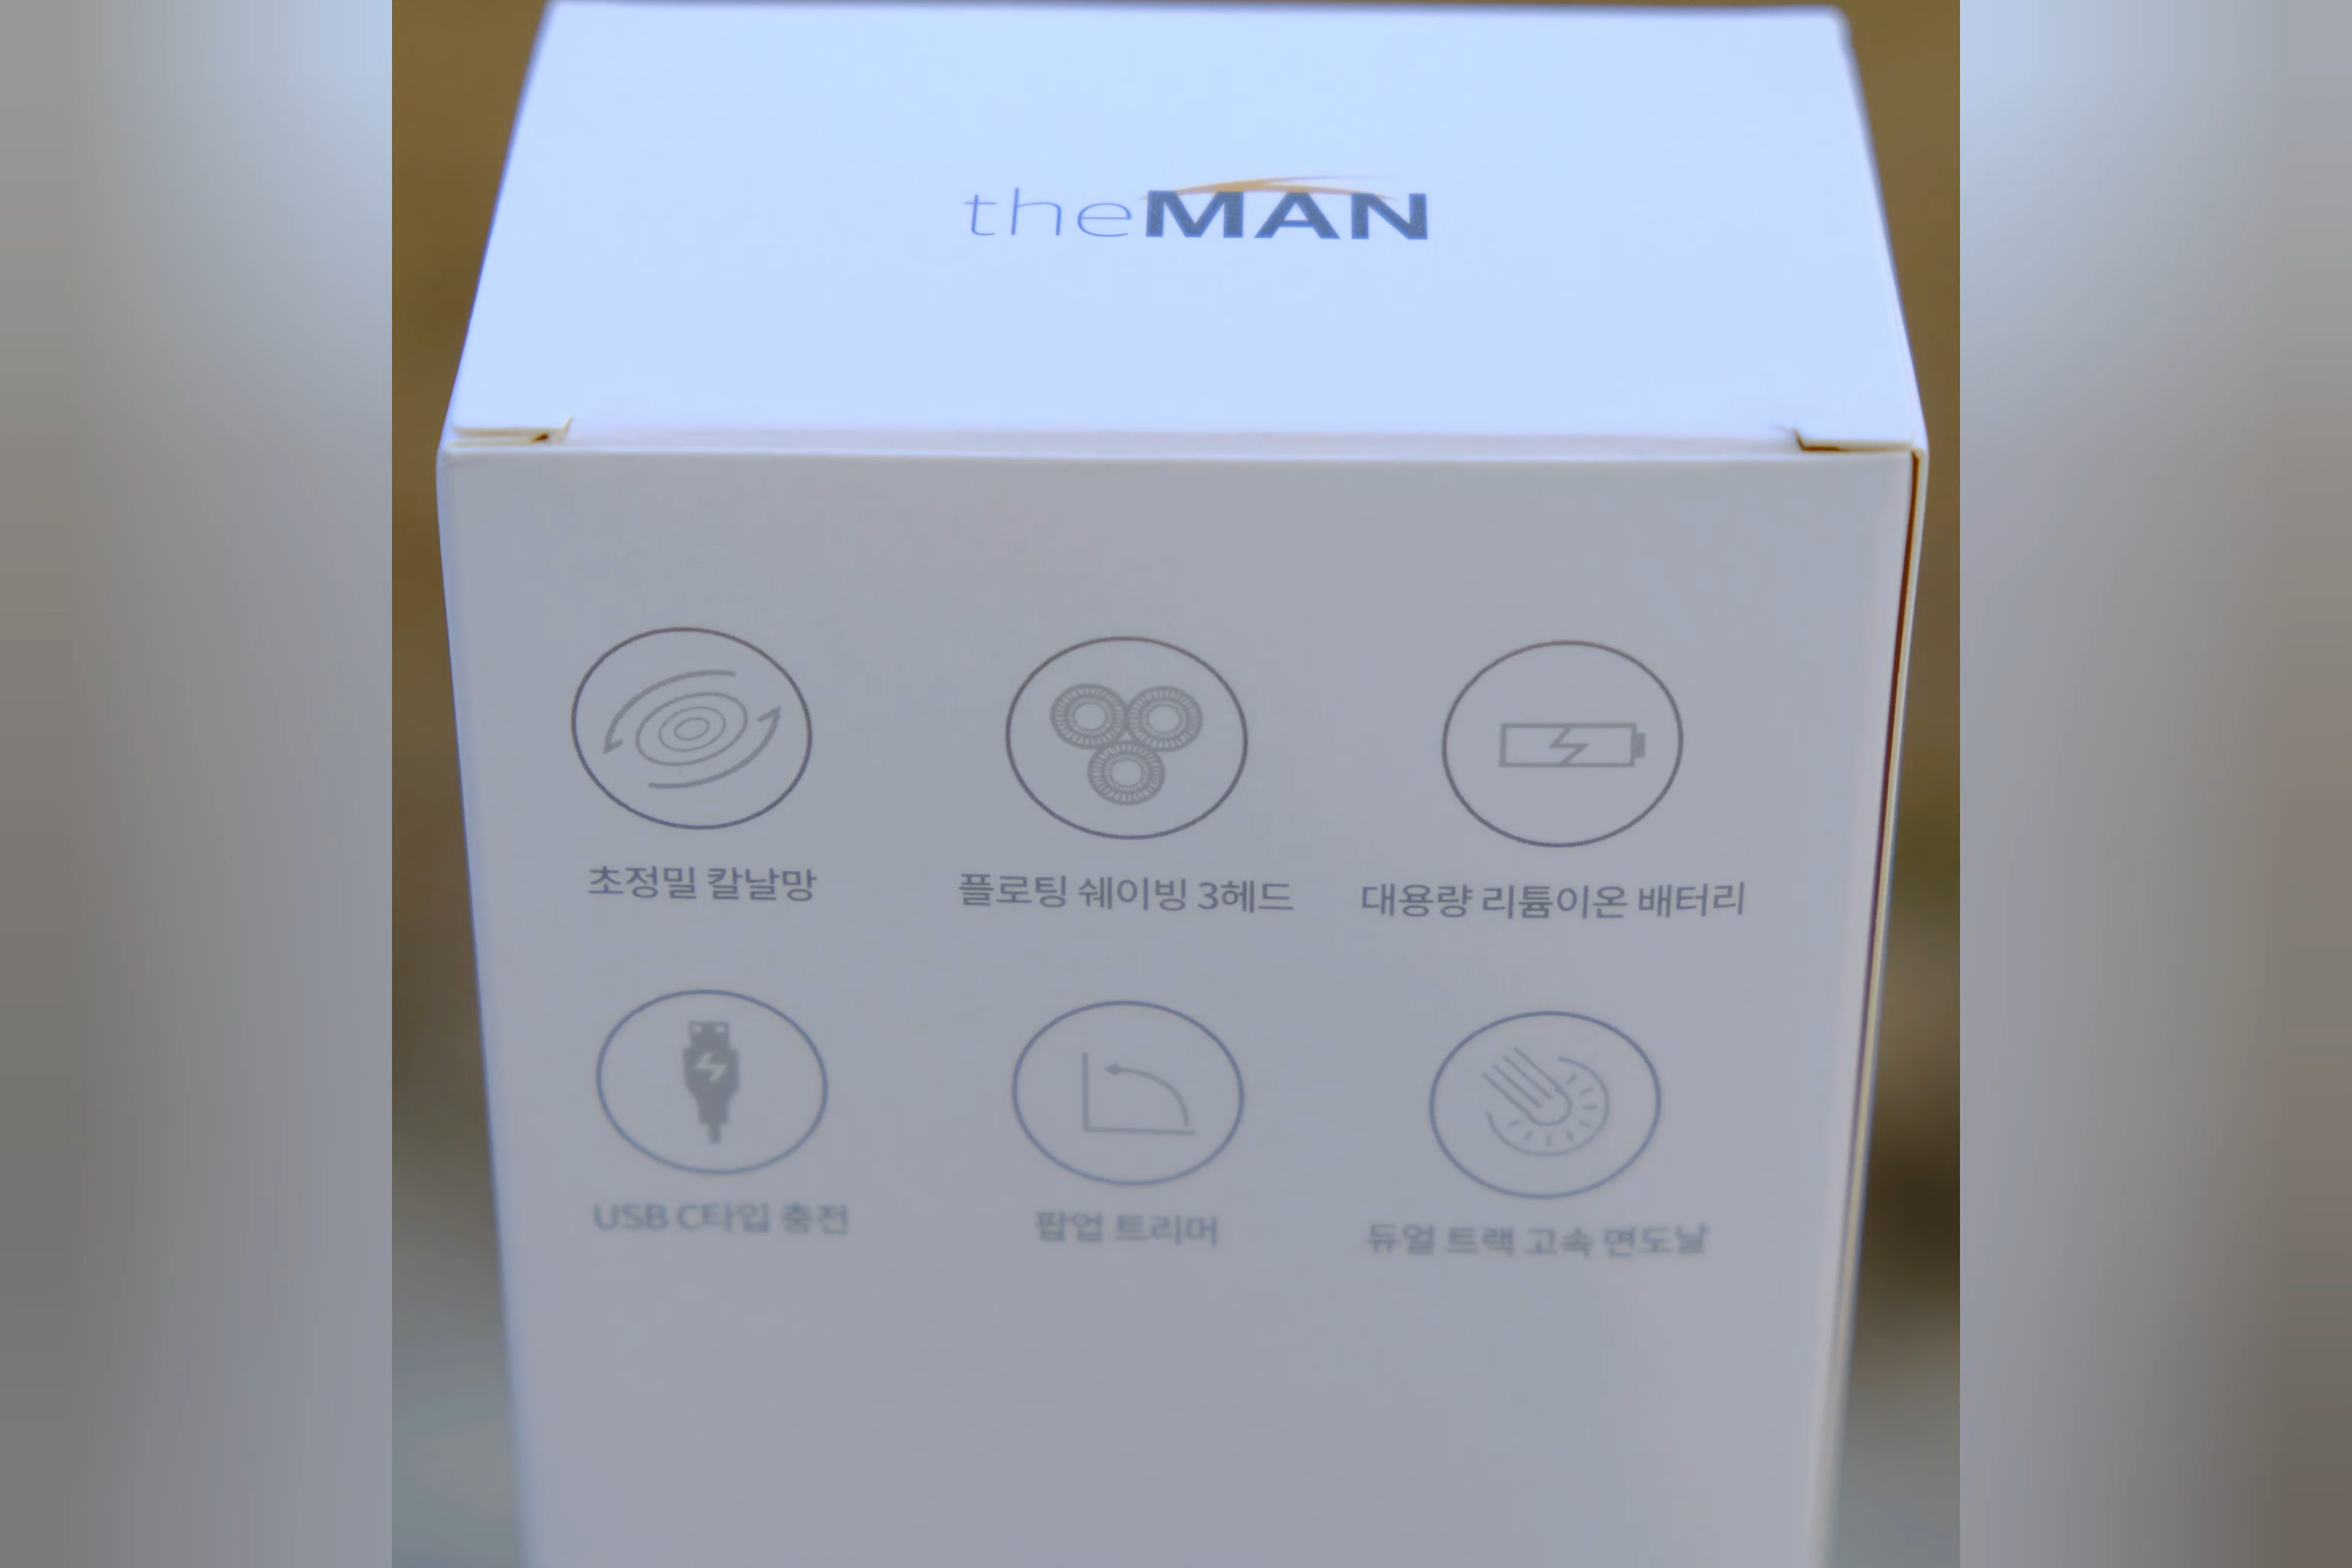 theMAN
초정밀 칼날망
플로팅 쉐이빙 3헤드
대용량 리튬이온 배터리
USB C타입 충전
팝업 트리머
듀얼 트랙 고속 면도날